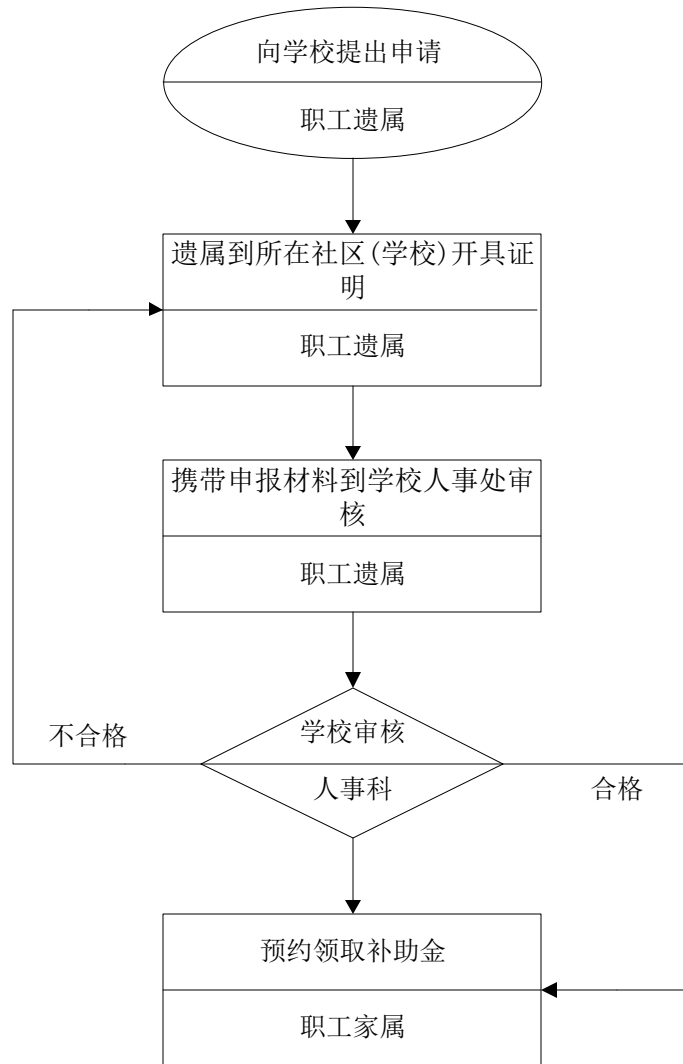 向学校提出申请
职工遗属
遗属到所在社区(学校)开具证
明
职工遗属
携带申报材料到学校人事处审
核
职工遗属
不合格
学校审核
人事科
合格
预约领取补助金
职工家属